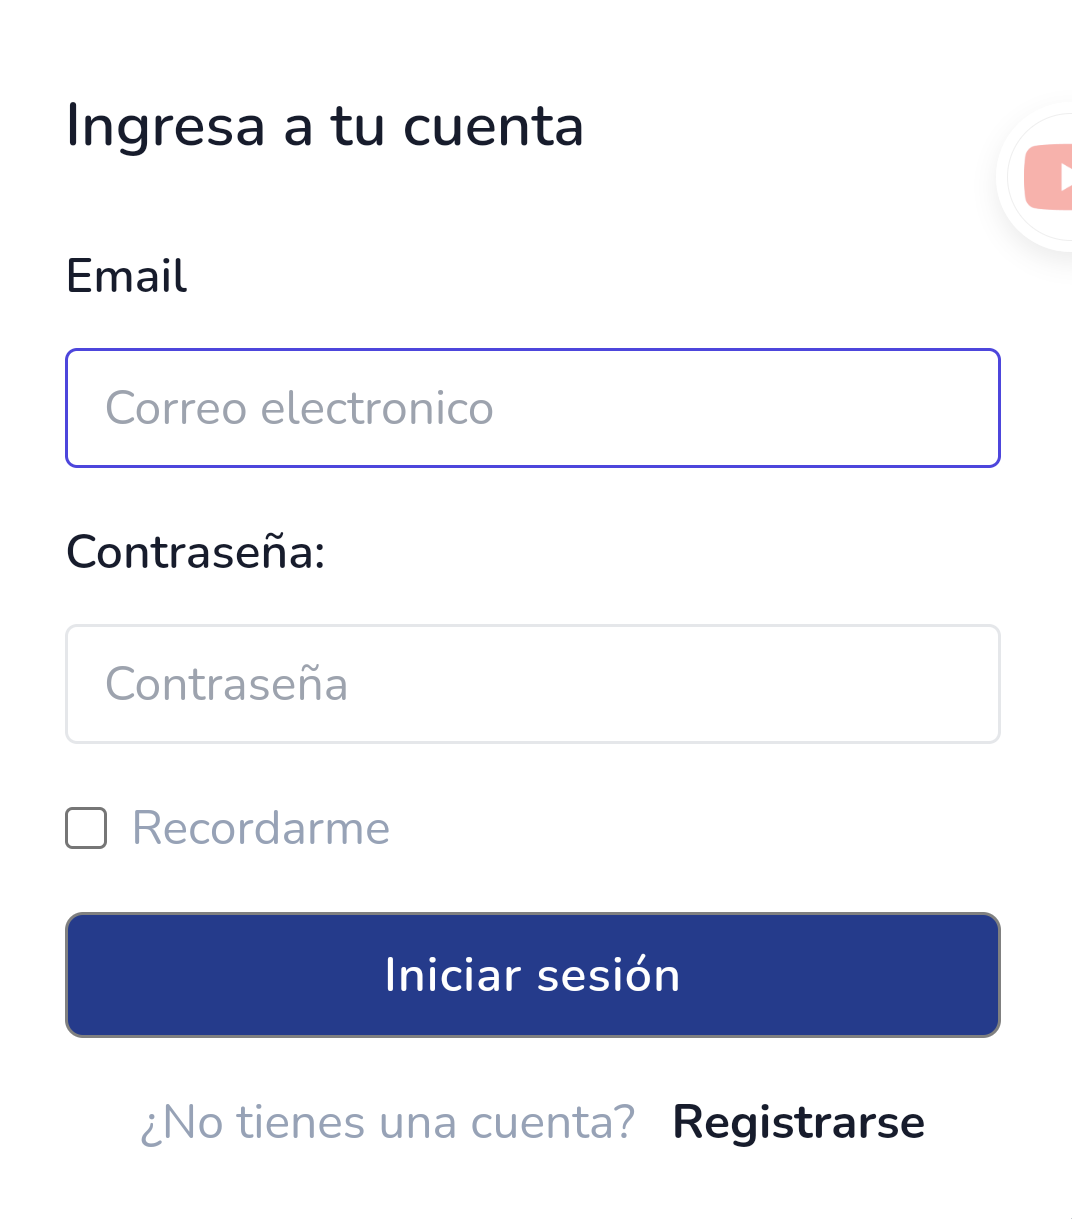 Ingresa a tu cuenta
Email
Correo electronico
Contraseña:
Contraseña
Recordarme
Iniciar sesión
¿No tienes una cuenta? Registrarse